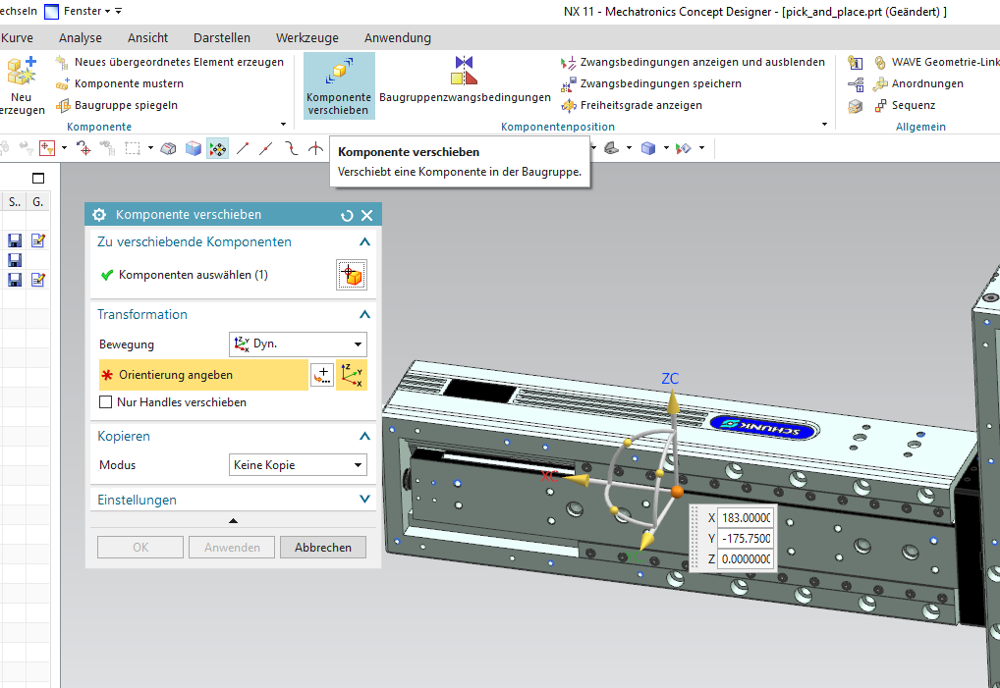 echseln Fenster NX 11 - Mechatronics Concept Designer - [pick_and_place.prt (Geändert) ]
Kurve Analyse Ansicht Darstellen Werkzeuge Anwendung
Neu
erzeugen
Neues übergeordnetes Element erzeugen
Komponente mustern
Baugruppe spiegeln
Komponente
Komponente
verschieben
Baugruppenzwangsbedingungen
Zwangsbedingungen anzeigen und ausblenden
Zwangsbedingungen speichern
Freiheitsgrade anzeigen
Komponentenposition
WAVE Geometrie-Link
Anordnungen
Sequenz
Allgemein
Komponente verschieben
Verschiebt eine Komponente in der Baugruppe.
S.. G.
Komponente verschieben
Zu verschiebende Komponenten
Komponenten auswählen (1)
Transformation
Bewegung Dyn.
Orientierung angeben
Nur Handles verschieben
Kopieren
Modus Keine Kopie
Einstellungen
OK Anwenden Abbrechen
ZC
SCHUNK
XC
X 183.00000
Y -175.7500
Z 0.0000000